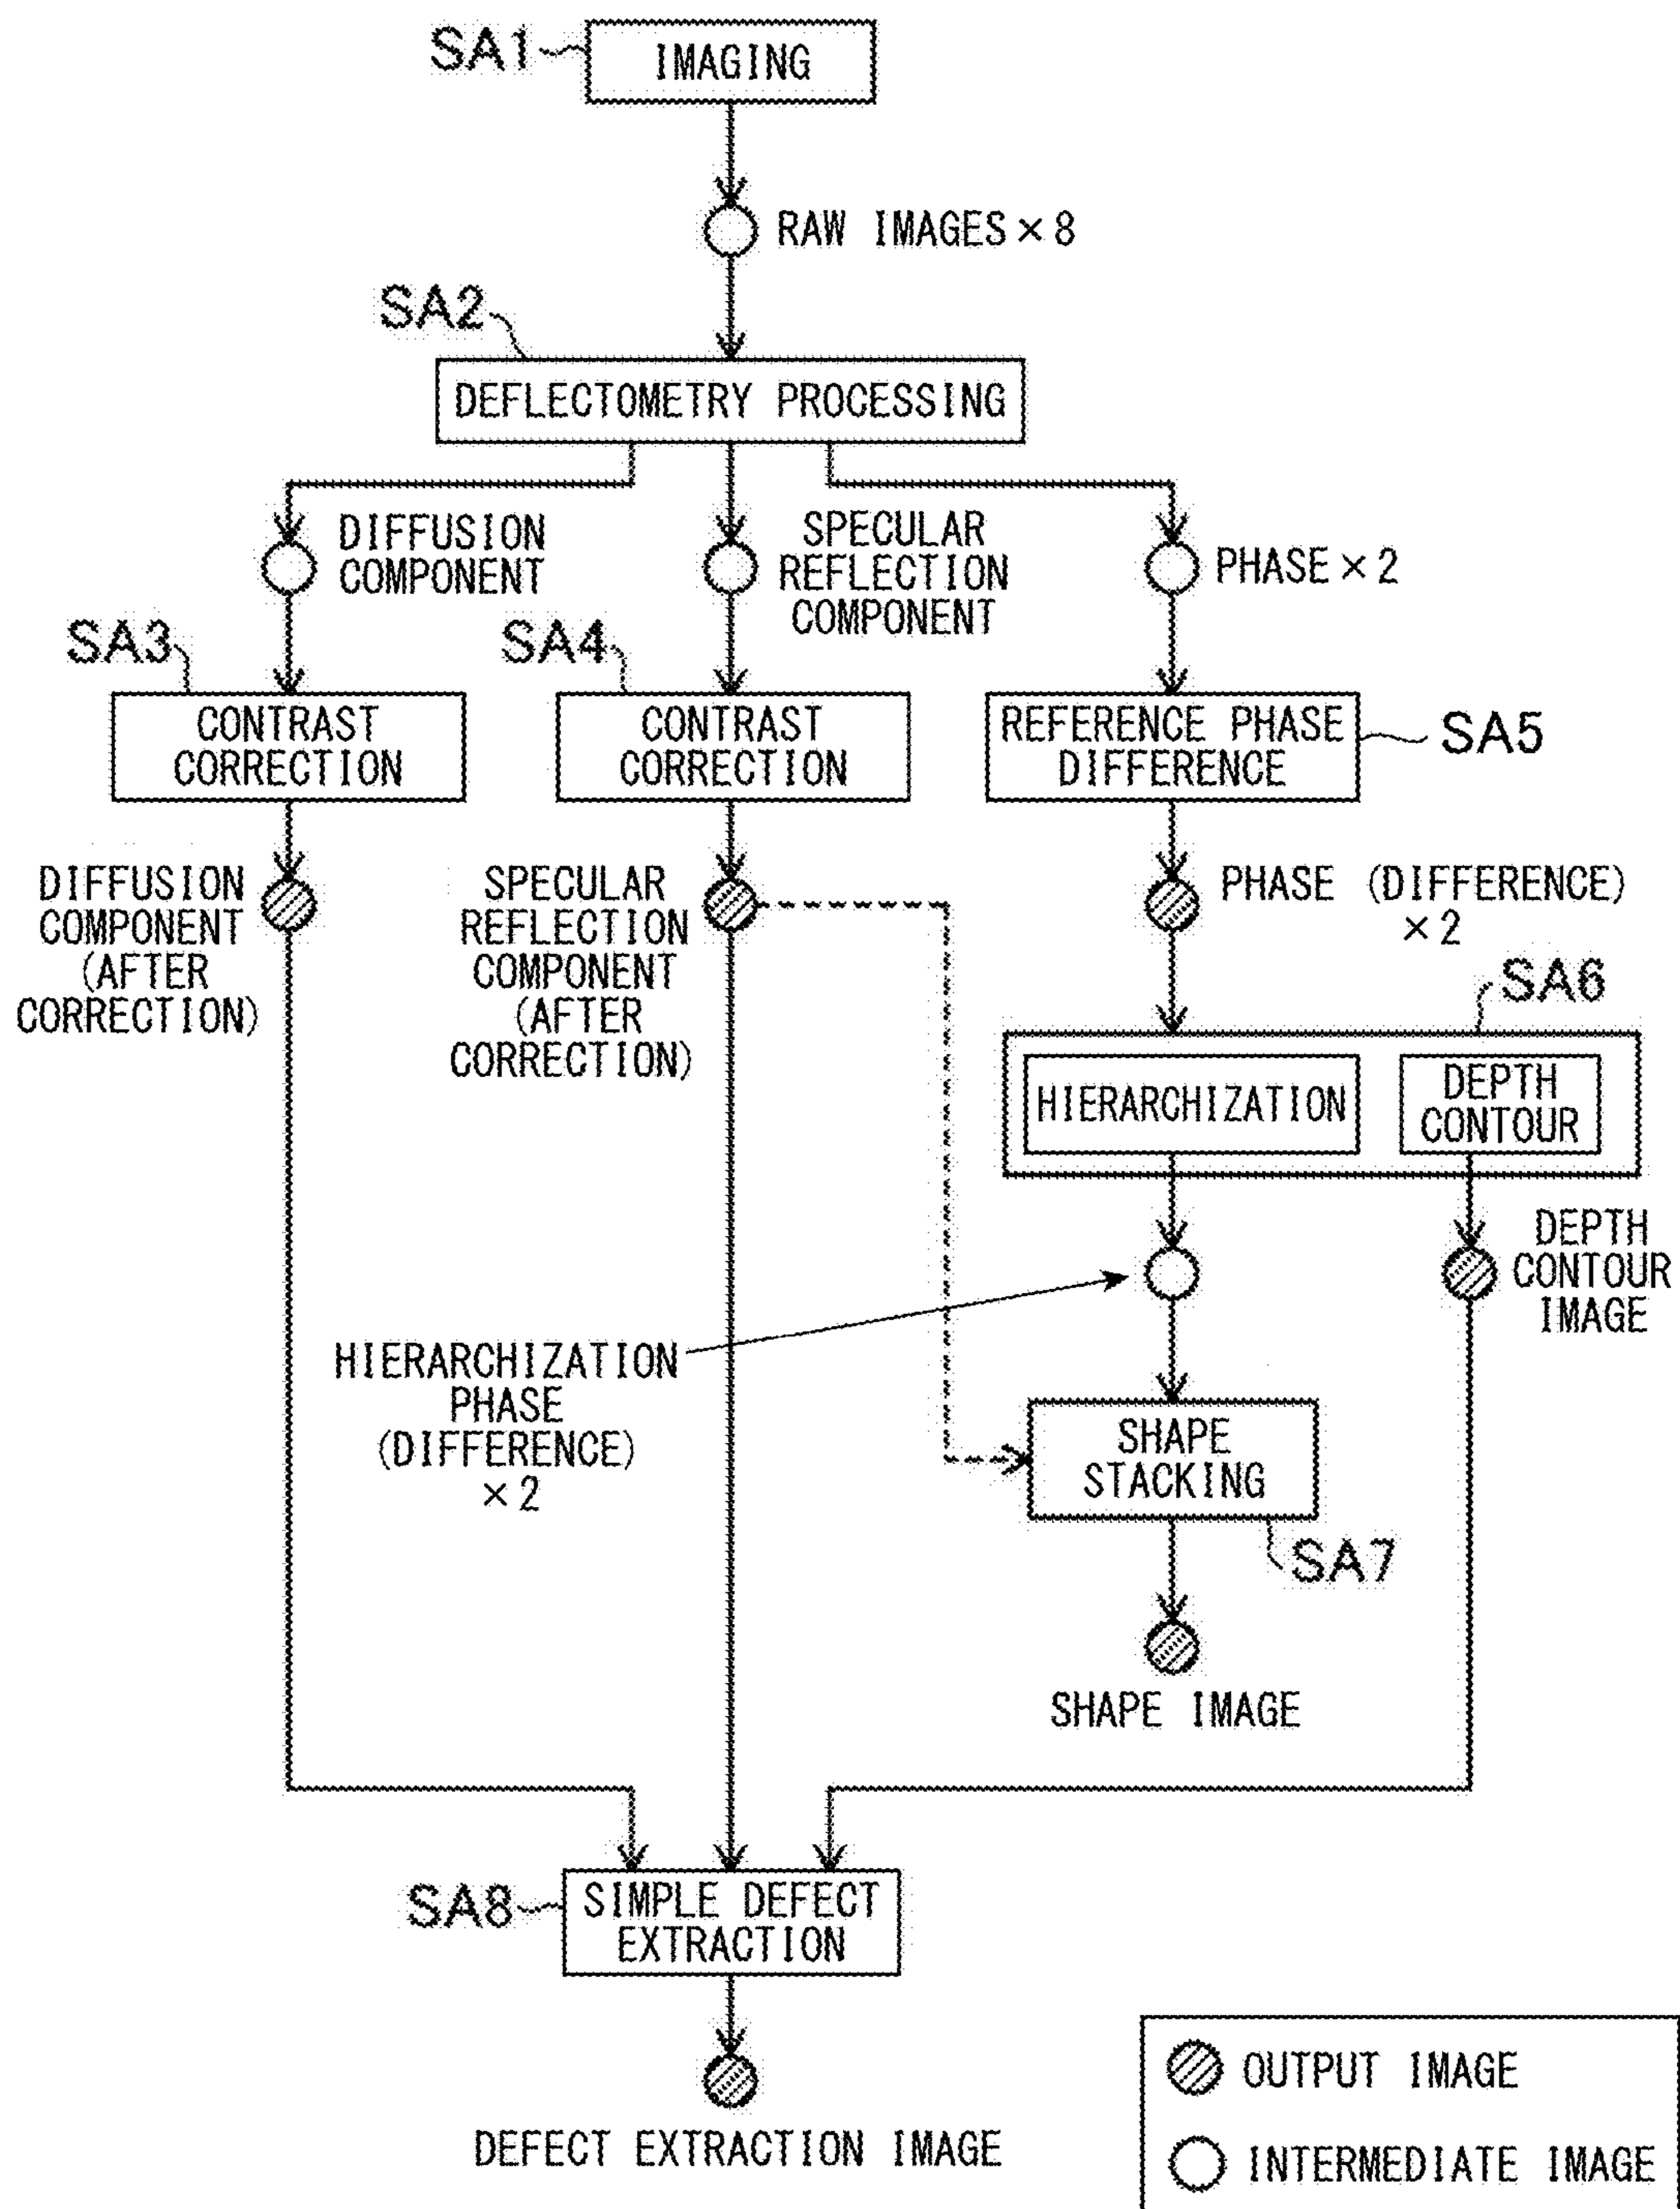 SA1
IMAGING
RAW IMAGES×8
SA2
DEFLECTOMETRY PROCESSING
DIFFUSION
COMPONENT
SPECULAR
REFLECTION
COMPONENT
PHASE×2
SA3
CONTRAST
CORRECTION
SA4
CONTRAST
CORRECTION
REFERENCE PHASE
DIFFERENCE
SA5
DIFFUSION
COMPONENT
(AFTER
CORRECTION)
SPECULAR
REFLECTION
COMPONENT
(AFTER
CORRECTION)
PHASE (DIFFERENCE)
×2
SA6
HIERARCHIZATION
DEPTH
CONTOUR
DEPTH
CONTOUR
IMAGE
HIERARCHIZATION
PHASE
(DIFFERENCE)
×2
SHAPE
STACKING
SA7
SHAPE IMAGE
SA8
SIMPLE DEFECT
EXTRACTION
DEFECT EXTRACTION IMAGE
OUTPUT IMAGE
INTERMEDIATE IMAGE